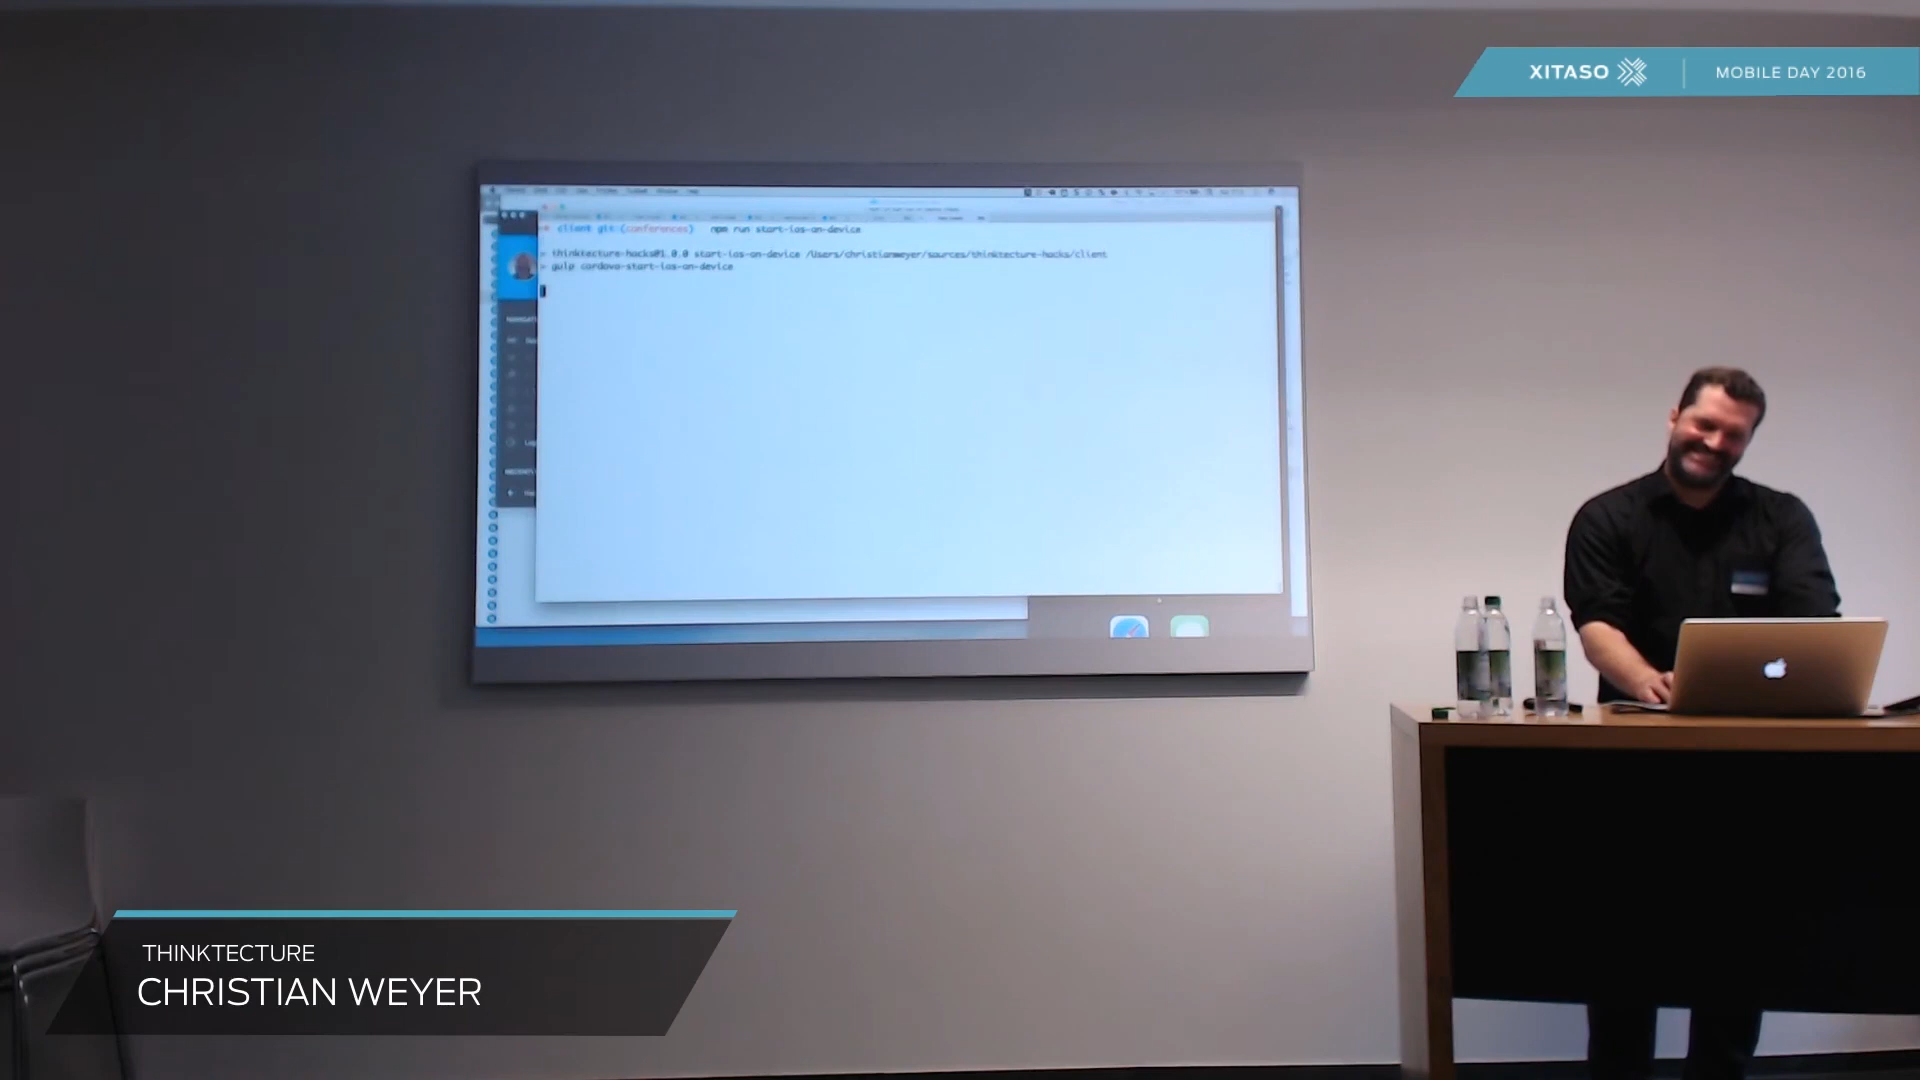 XITASO
MOBILE DAY 2016
client git:(conferences) npm run start-ios-on-device
> thinktecture-hacks@1.0.0 start-ios-on-device /Users/christianweyer/sources/thinktecture-hacks/client
> gulp cordova-start-ios-on-device
THINKTECTURE
CHRISTIAN WEYER